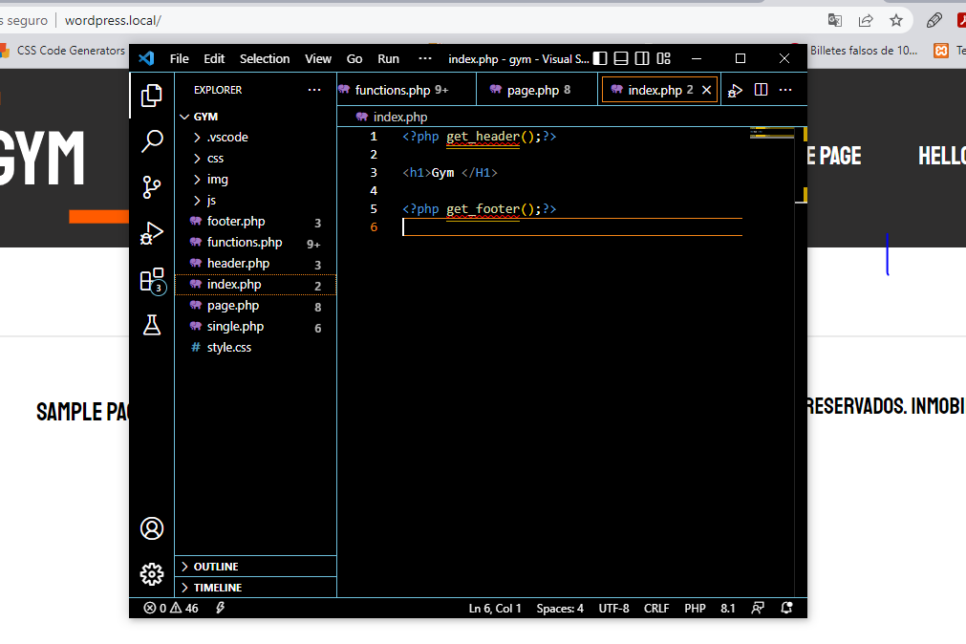 s seguro | wordpress.local/
CSS Code Generators
Billetes falsos de 10...
Te
File Edit Selection View Go Run ··· index.php - gym - Visual S...
EXPLORER ···
functions.php 9+
page.php 8
index.php 2
···
GYM
index.php
.vscode
css
img
js
footer.php 3
functions.php 9+
header.php 3
index.php 2
page.php 8
single.php 6
# style.css
1 <?php get_header();?>
2
3 <h1>Gym </H1>
4
5 <?php get_footer();?>
6
3
GYM
E PAGE
HELLO
SAMPLE PA
RESERVADOS. INMOBI
OUTLINE
TIMELINE
0 46 Ln 6, Col 1 Spaces: 4 UTF-8 CRLF PHP 8.1